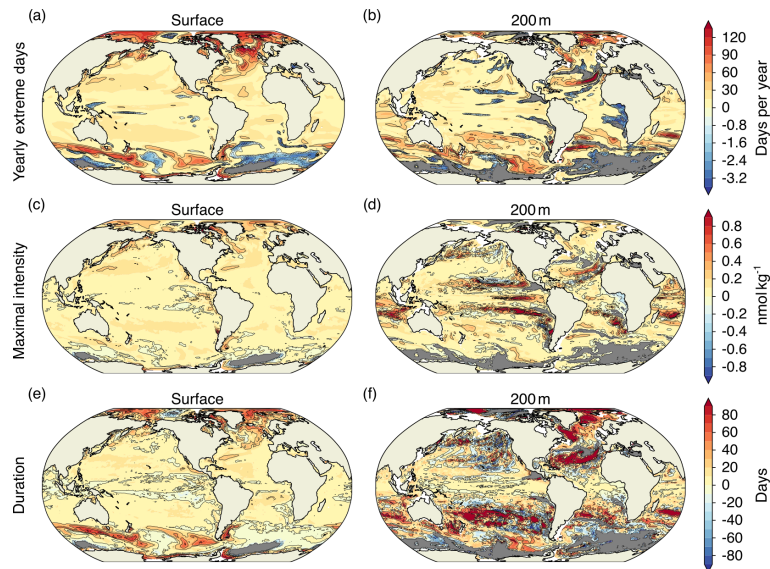 (a) Surface
(b) 200 m
Yearly extreme days
120
90
60
30
0
−0.8
−1.6
−2.4
−3.2
Days per year
(c) Surface
(d) 200 m
Maximal intensity
0.8
0.6
0.4
0.2
0
−0.2
−0.4
−0.6
−0.8
nmol kg⁻¹
(e) Surface
(f) 200 m
Duration
80
60
40
20
0
−20
−40
−60
−80
Days